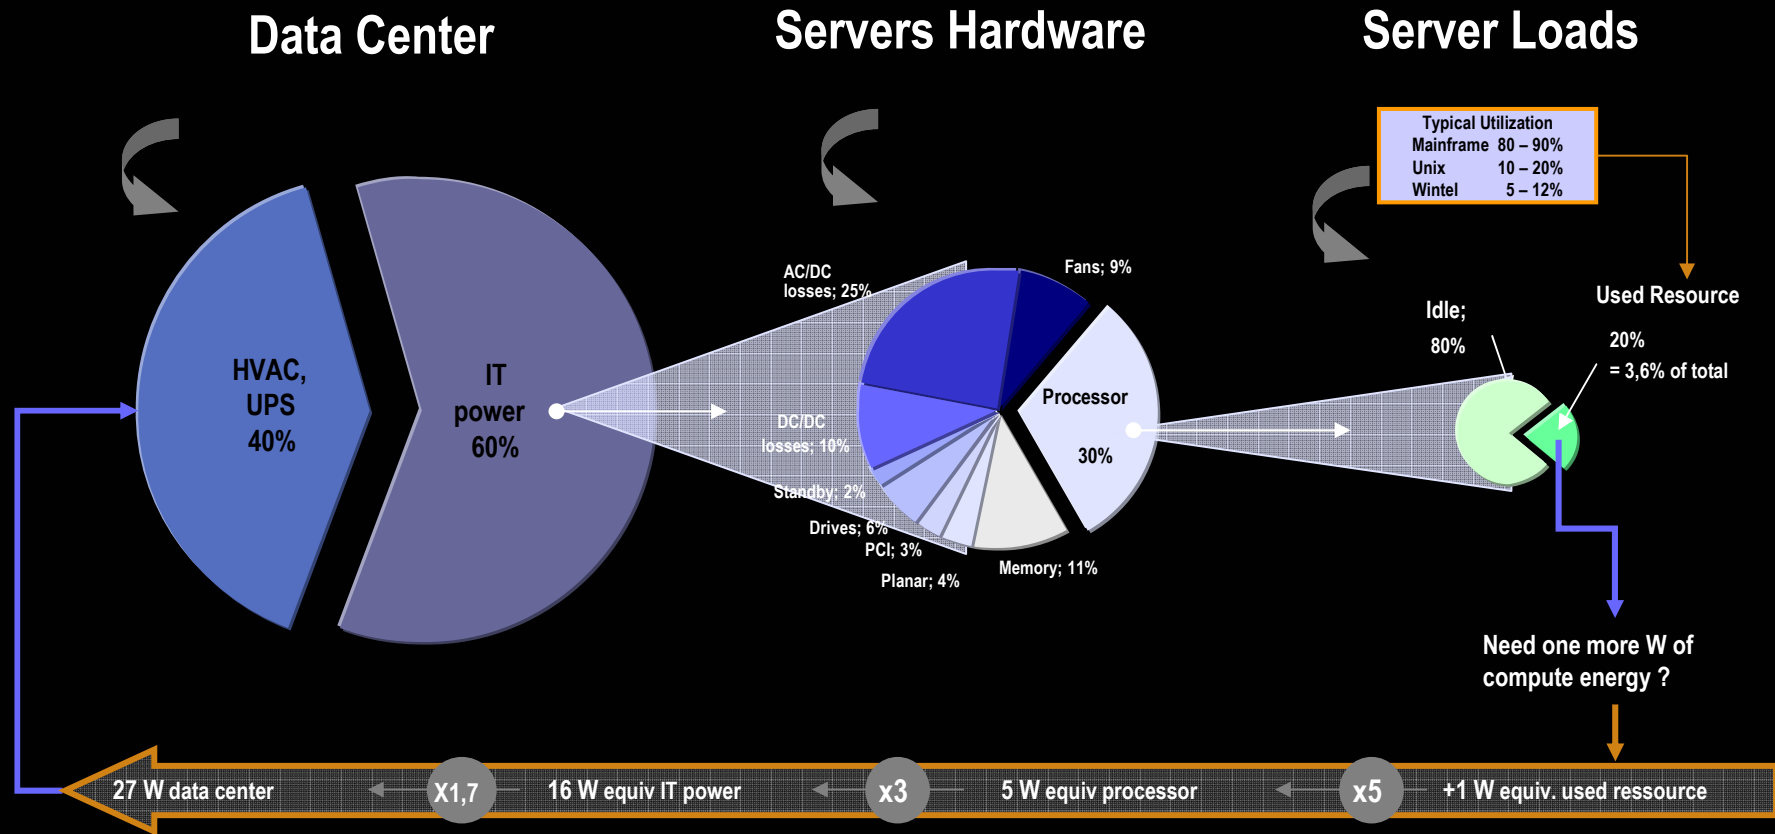 Data Center
Servers Hardware
Server Loads
Typical Utilization
Mainframe 80 – 90%
Unix 10 – 20%
Wintel 5 – 12%
HVAC,
UPS
40%
IT
power
60%
AC/DC
losses; 25%
Fans; 9%
Processor
30%
DC/DC
losses; 10%
Standby; 2%
Drives; 6%
PCI; 3%
Planar; 4%
Memory; 11%
Idle;
80%
Used Resource
20%
= 3,6% of total
Need one more W of
compute energy ?
27 W data center
X1,7
16 W equiv IT power
x3
5 W equiv processor
x5
+1 W equiv. used ressource